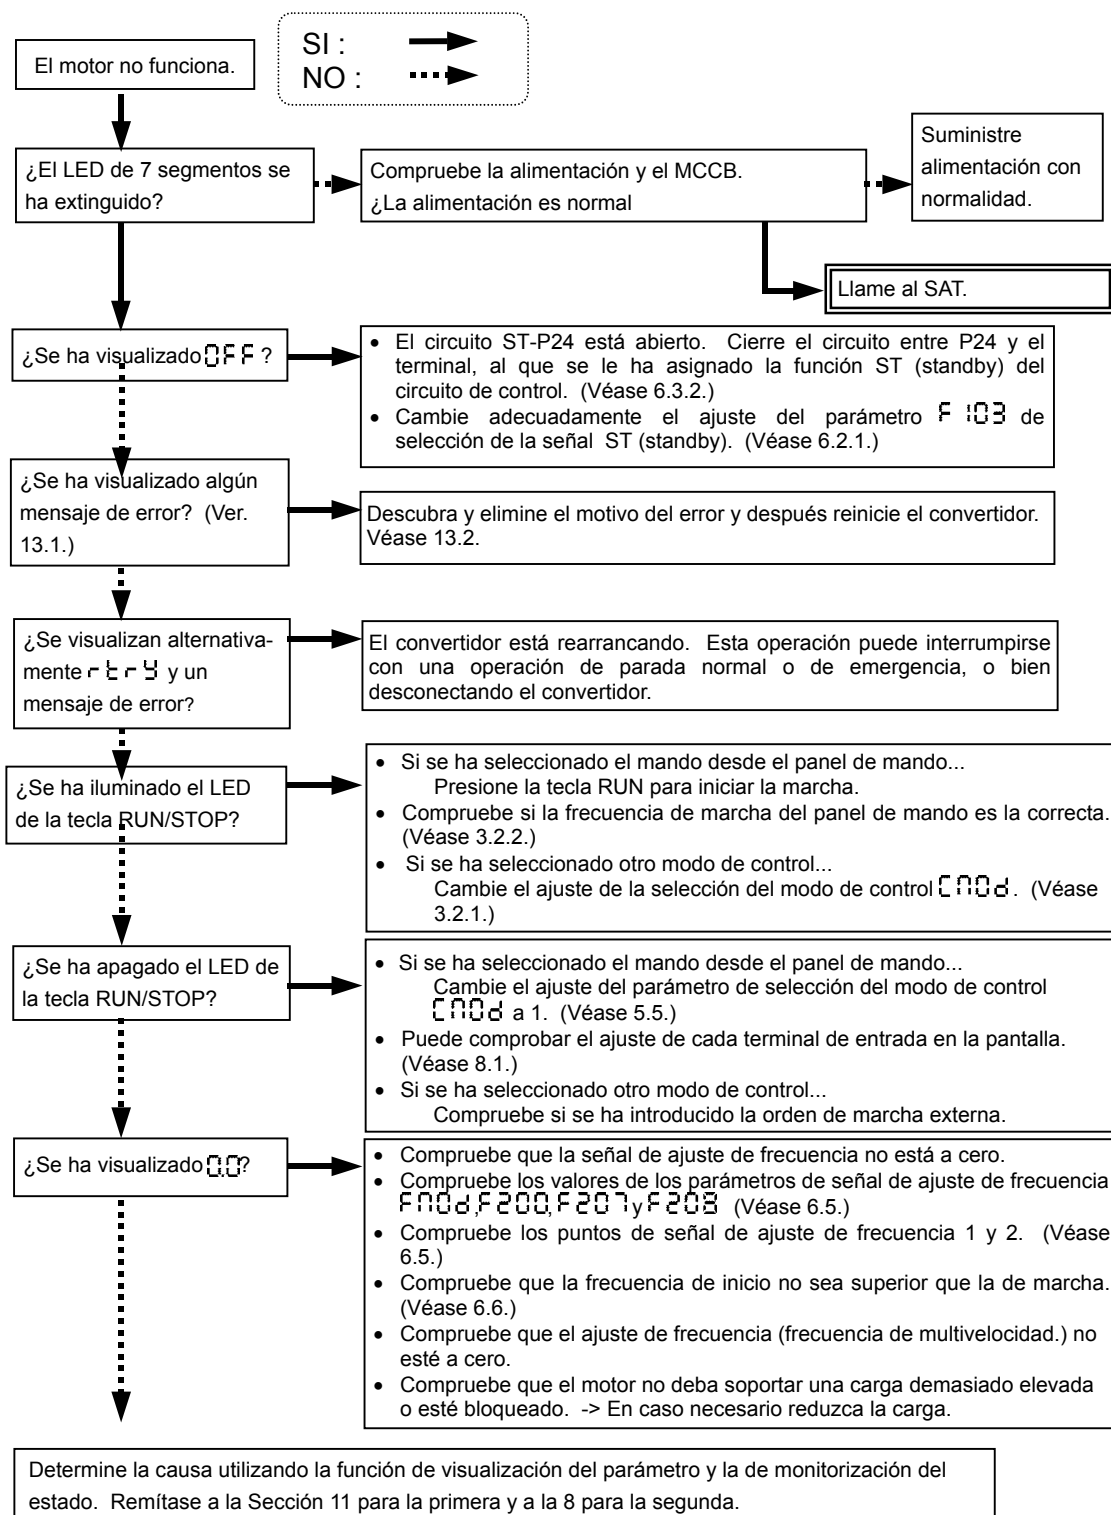 SI :
NO :
El motor no funciona.
¿El LED de 7 segmentos se
ha extinguido?
Compruebe la alimentación y el MCCB.
¿La alimentación es normal
Suministre
alimentación con
normalidad.
Llame al SAT.
¿Se ha visualizado OFF ?
• El circuito ST-P24 está abierto. Cierre el circuito entre P24 y el
terminal, al que se le ha asignado la función ST (standby) del
circuito de control. (Véase 6.3.2.)
• Cambie adecuadamente el ajuste del parámetro F103 de
selección de la señal ST (standby). (Véase 6.2.1.)
¿Se ha visualizado algún
mensaje de error? (Ver.
13.1.)
Descubra y elimine el motivo del error y después reinicie el convertidor.
Véase 13.2.
¿Se visualizan alternativa-
mente rtrY y un
mensaje de error?
El convertidor está rearrancando. Esta operación puede interrumpirse
con una operación de parada normal o de emergencia, o bien
desconectando el convertidor.
¿Se ha iluminado el LED
de la tecla RUN/STOP?
• Si se ha seleccionado el mando desde el panel de mando...
Presione la tecla RUN para iniciar la marcha.
• Compruebe si la frecuencia de marcha del panel de mando es la correcta.
(Véase 3.2.2.)
• Si se ha seleccionado otro modo de control...
Cambie el ajuste de la selección del modo de control CMOd. (Véase
3.2.1.)
¿Se ha apagado el LED de
la tecla RUN/STOP?
• Si se ha seleccionado el mando desde el panel de mando...
Cambie el ajuste del parámetro de selección del modo de control
CMOd a 1. (Véase 5.5.)
• Puede comprobar el ajuste de cada terminal de entrada en la pantalla.
(Véase 8.1.)
• Si se ha seleccionado otro modo de control...
Compruebe si se ha introducido la orden de marcha externa.
¿Se ha visualizado 0.0?
• Compruebe que la señal de ajuste de frecuencia no está a cero.
• Compruebe los valores de los parámetros de señal de ajuste de frecuencia
FMOd, F200, F207 y F208 (Véase 6.5.)
• Compruebe los puntos de señal de ajuste de frecuencia 1 y 2. (Véase
6.5.)
• Compruebe que la frecuencia de inicio no sea superior que la de marcha.
(Véase 6.6.)
• Compruebe que el ajuste de frecuencia (frecuencia de multivelocidad.) no
esté a cero.
• Compruebe que el motor no deba soportar una carga demasiado elevada
o esté bloqueado. -> En caso necesario reduzca la carga.
Determine la causa utilizando la función de visualización del parámetro y la de monitorización del
estado. Remítase a la Sección 11 para la primera y a la 8 para la segunda.